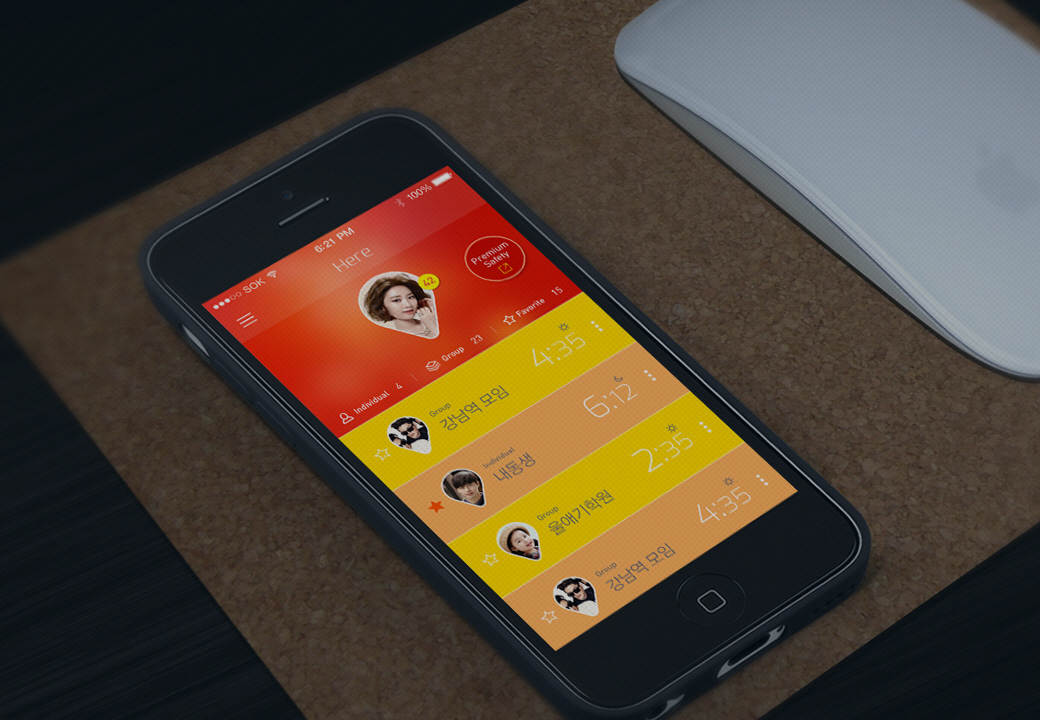 SOK 6:21 PM 100%
Here
42
Premium
Safety
Individual 4 Group 23 Favorite 15
Group
강남역 모임
4:35
Individual
내동생
6:12
Group
욜애기학원
2:35
Group
강남역 모임
4:35